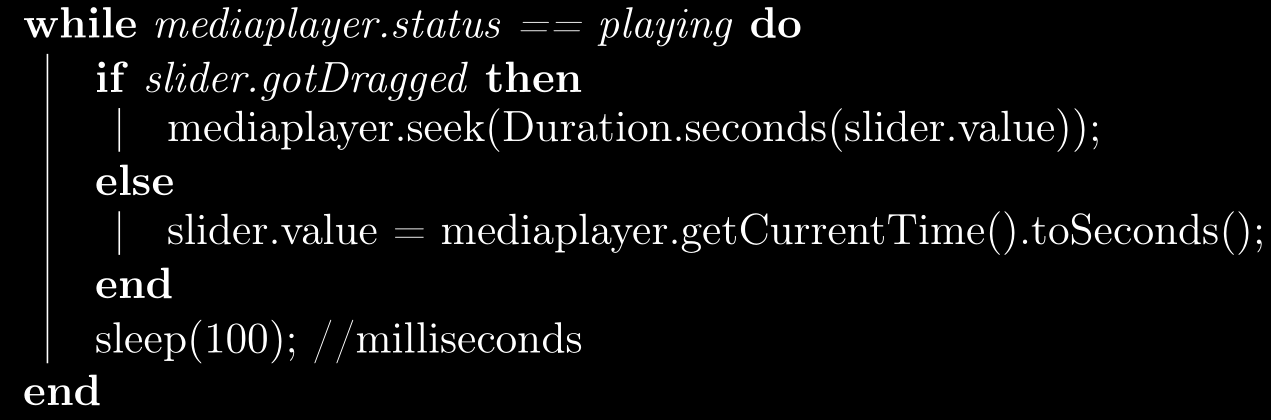 while mediaplayer.status == playing do
if slider.gotDragged then
mediaplayer.seek(Duration.seconds(slider.value));
else
slider.value = mediaplayer.getCurrentTime().toSeconds();
end
sleep(100); //milliseconds
end